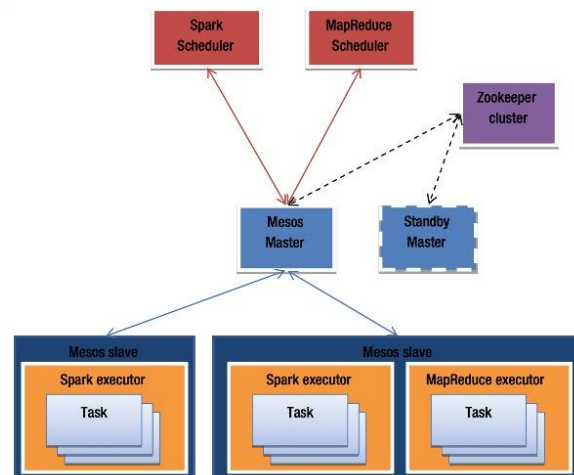 Spark
Scheduler
MapReduce
Scheduler
Zookeeper
cluster
Mesos
Master
Standby
Master
Mesos slave
Spark executor
Task
Mesos slave
Spark executor
Task
MapReduce executor
Task